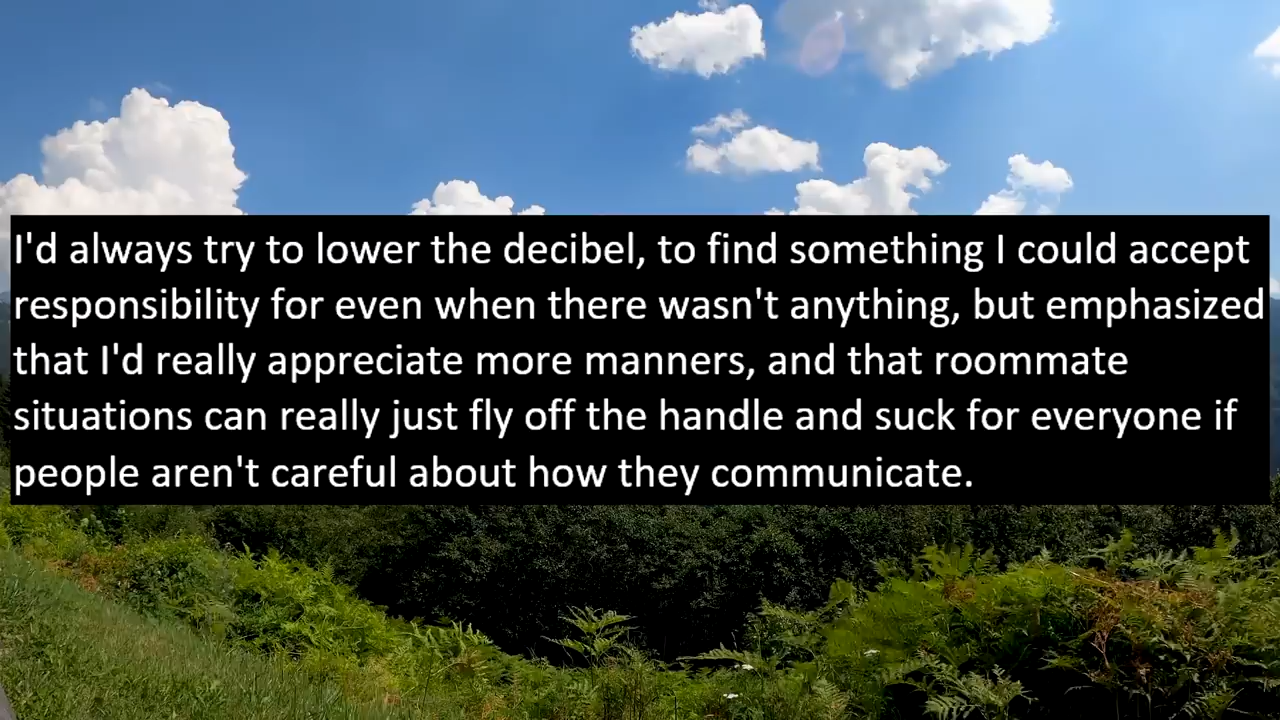 I'd always try to lower the decibel, to find something I could accept
responsibility for even when there wasn't anything, but emphasized
that I'd really appreciate more manners, and that roommate
situations can really just fly off the handle and suck for everyone if
people aren't careful about how they communicate.